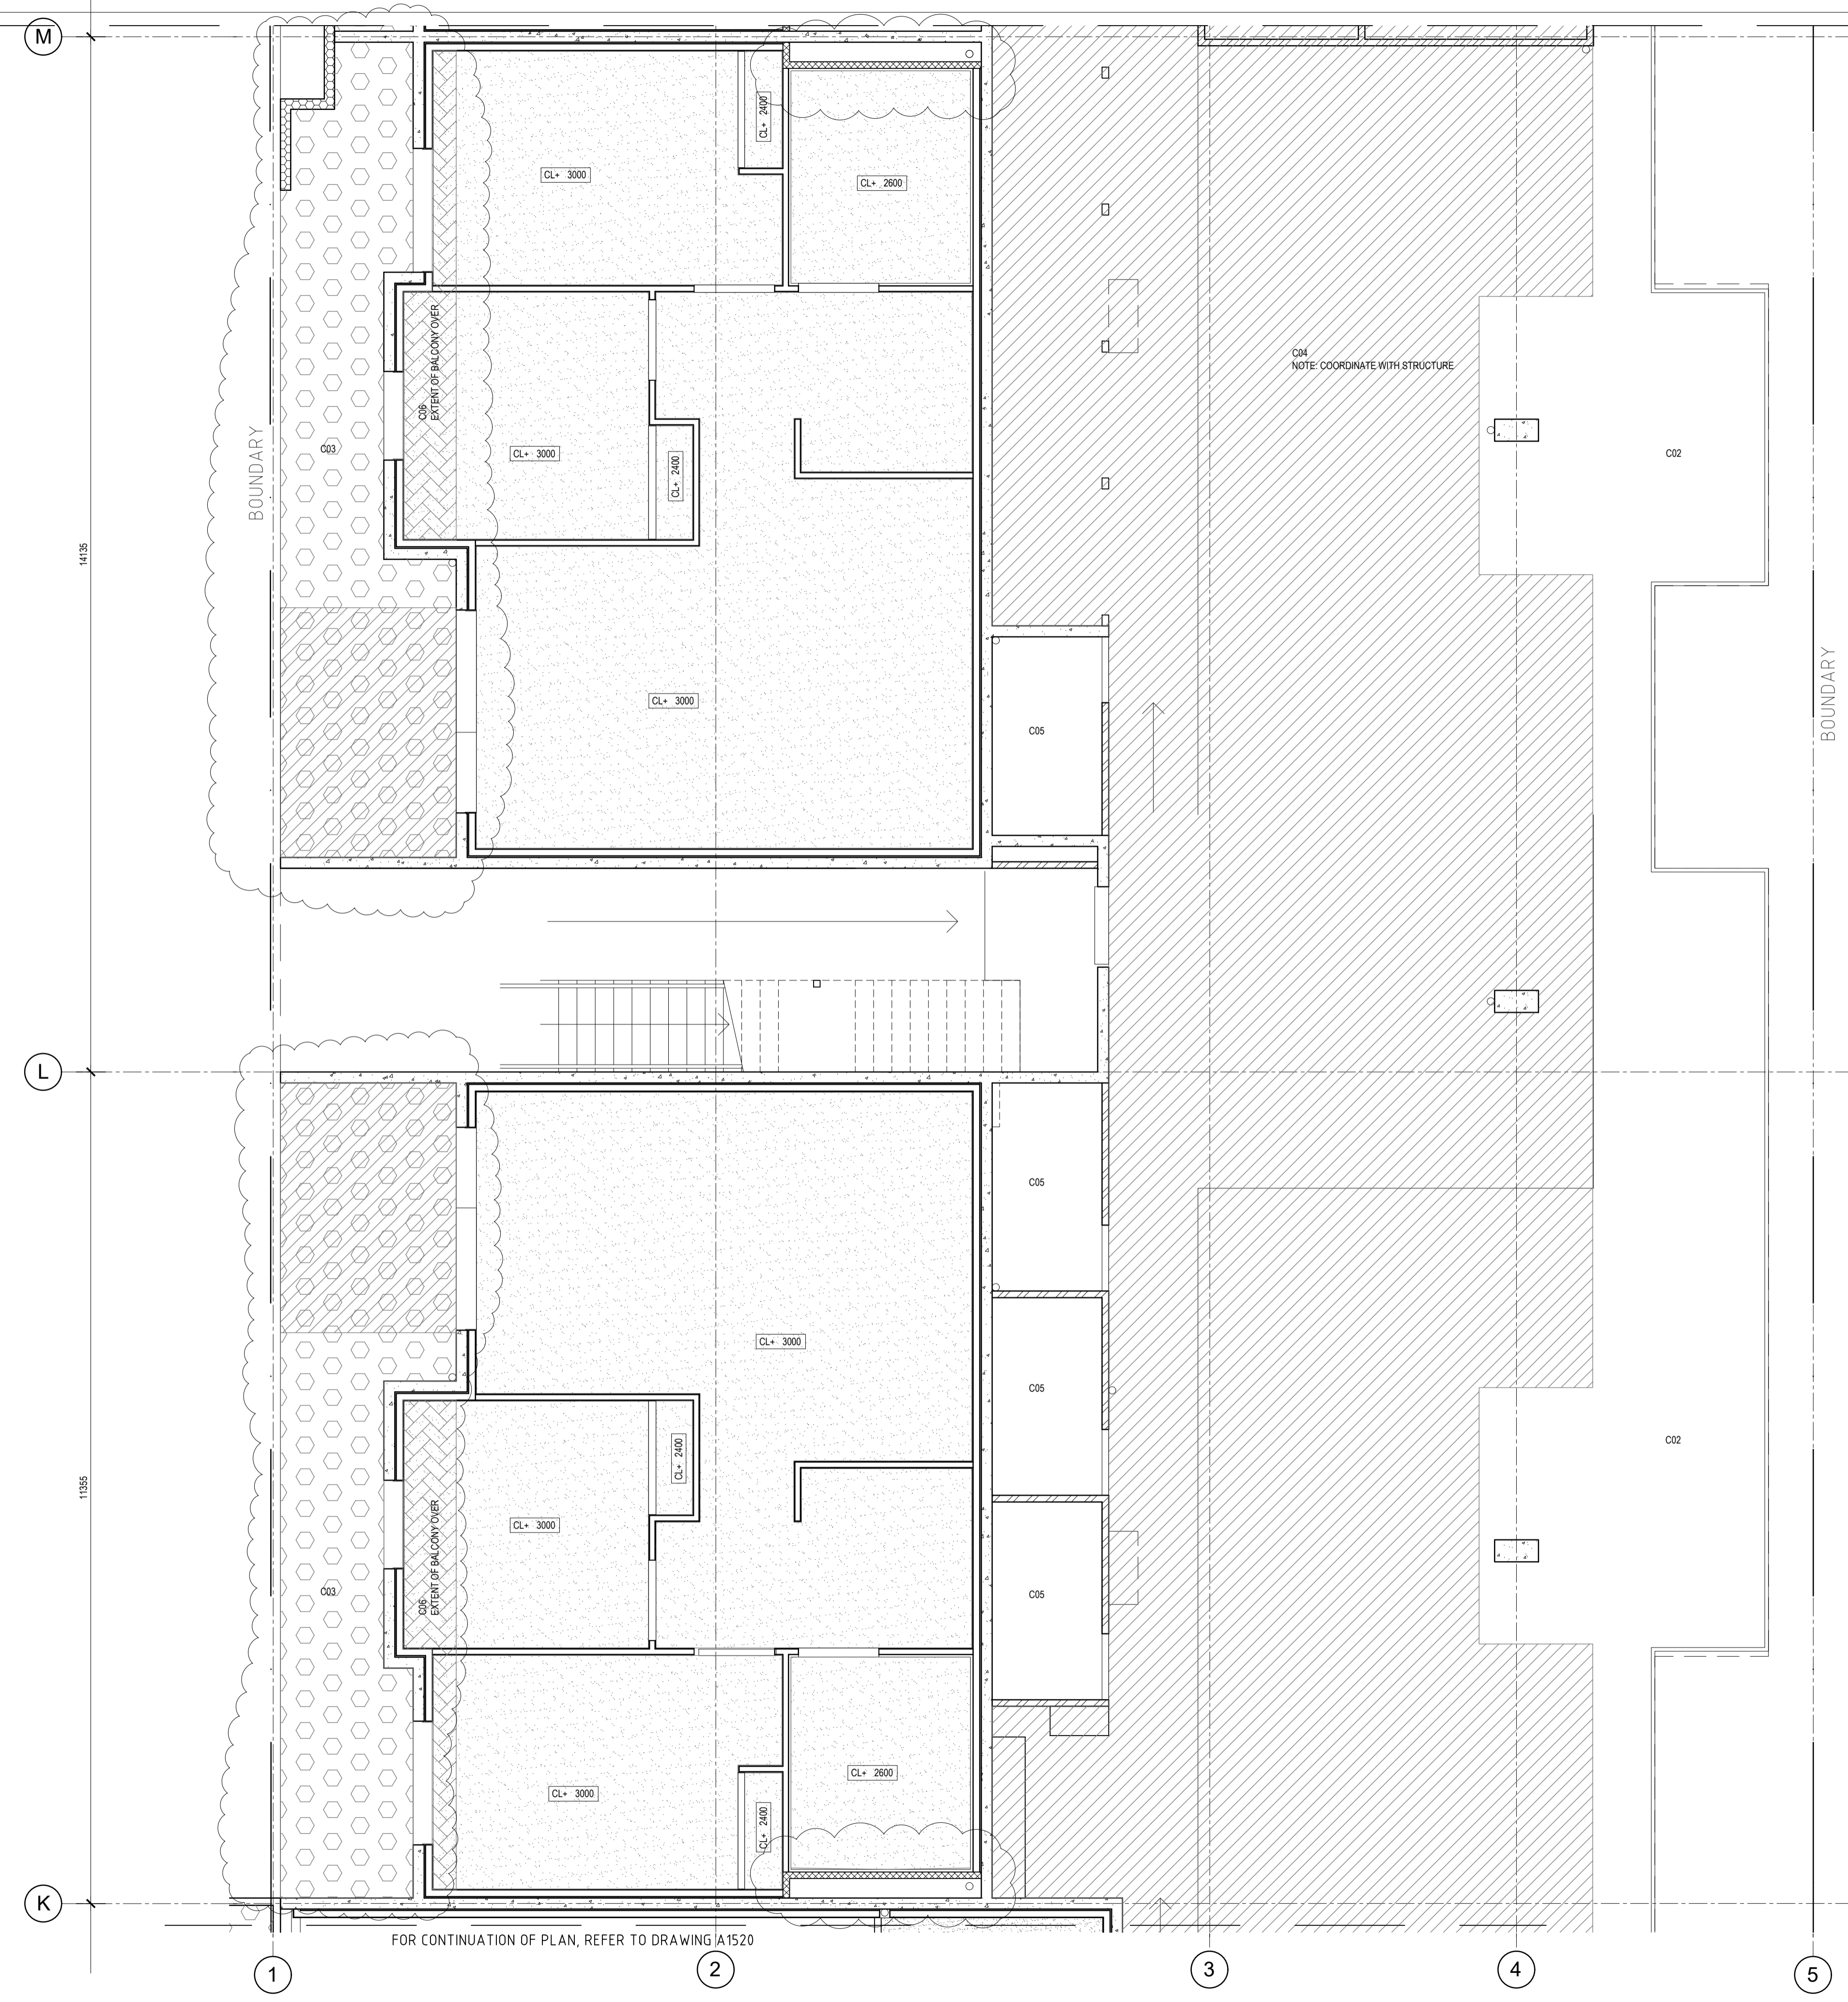 M
CL+ 2400
CL+ 3000
CL+ 2600
C04
NOTE: COORDINATE WITH STRUCTURE
C06
EXTENT OF BALCONY OVER
C03
BOUNDARY
CL+ 3000
CL+ 2400
C02
14135
BOUNDARY
CL+ 3000
C05
L
C05
CL+ 3000
C05
C02
CL+ 2400
11355
CL+ 3000
C06
EXTENT OF BALCONY OVER
C03
C05
CL+ 2600
CL+ 3000
CL+ 2400
K
FOR CONTINUATION OF PLAN, REFER TO DRAWING A1520
1
2
3
4
5